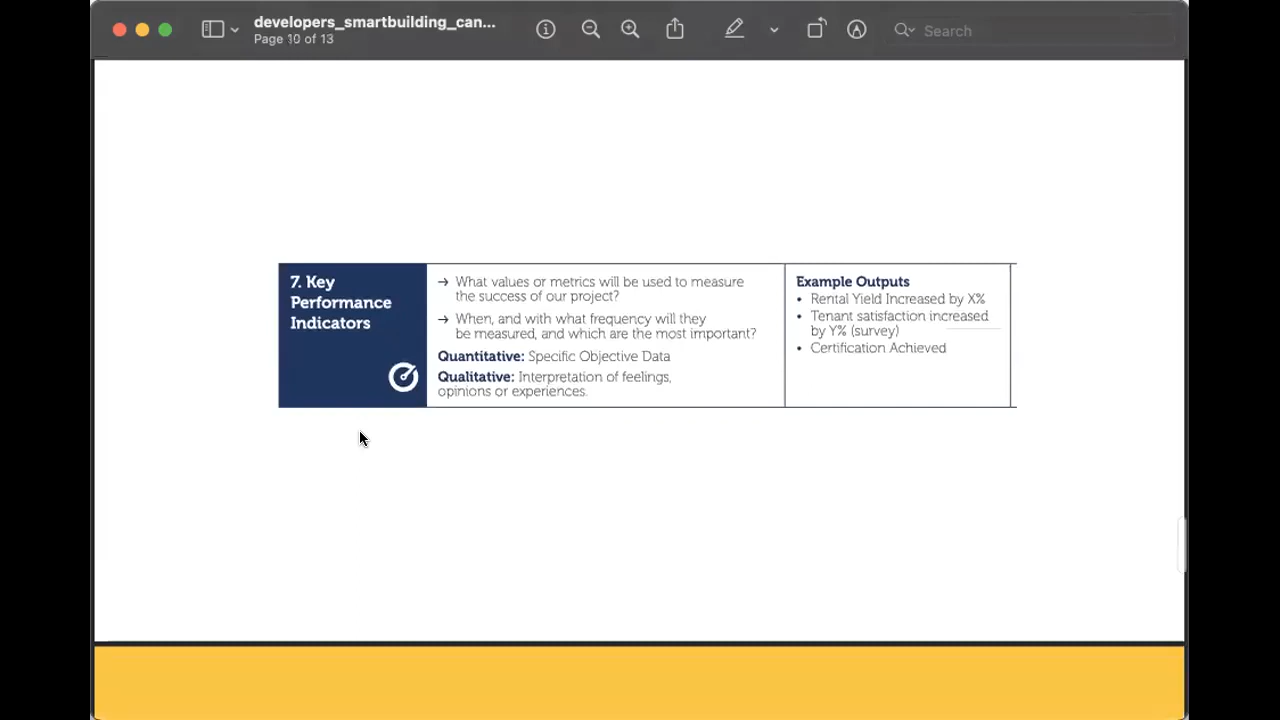 developers_smartbuilding_can...
Page 10 of 13
Search
7. Key
Performance
Indicators
→ What values or metrics will be used to measure
the success of our project?
→ When, and with what frequency will they
be measured, and which are the most important?
Quantitative: Specific Objective Data
Qualitative: Interpretation of feelings,
opinions or experiences.
Example Outputs
• Rental Yield Increased by X%
• Tenant satisfaction increased
by Y% (survey)
• Certification Achieved